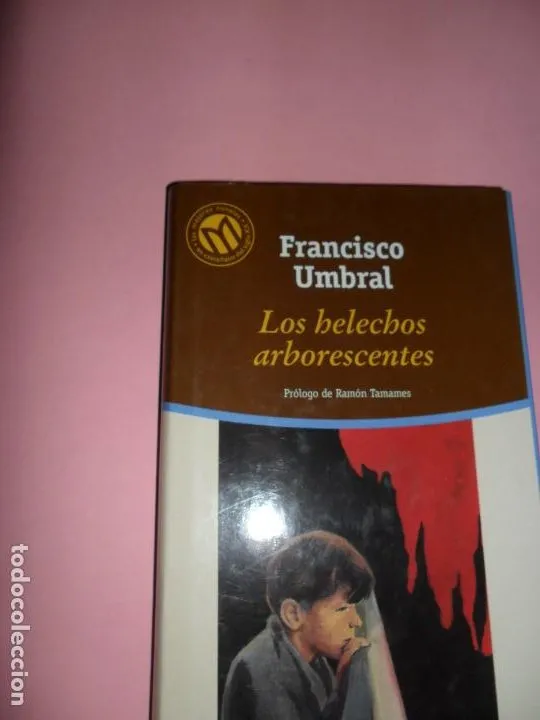 Francisco
Umbral
Los helechos
arborescentes
Prólogo de Ramón Tamames
todocoleccion